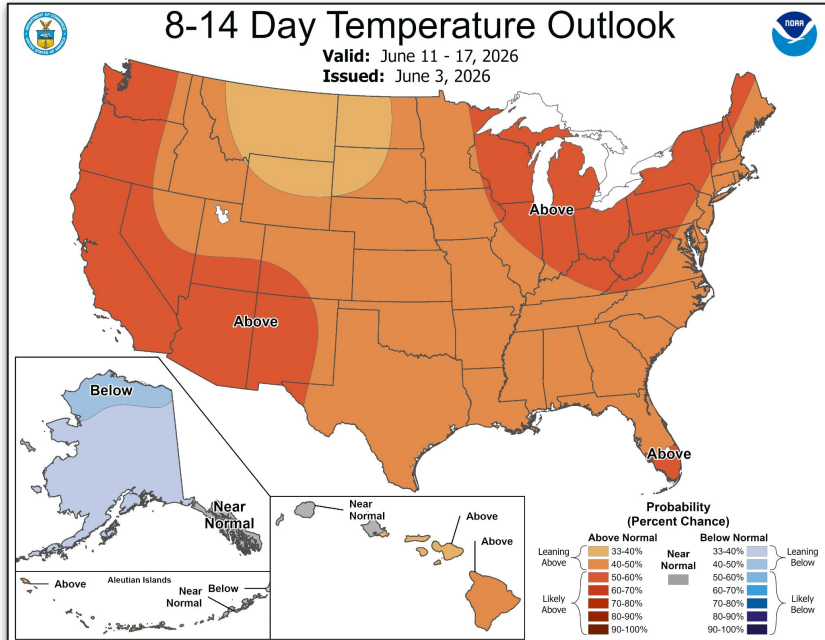 8-14 Day Temperature Outlook
Valid: June 11 - 17, 2026
Issued: June 3, 2026
NOAA
Above
Above
Above
Below
Near
Normal
Above
Aleutian Islands
Near
Normal
Below
Near
Normal
Above
Above
Probability
(Percent Chance)
Above Normal
Below Normal
Leaning
Above
33-40%
40-50%
Likely
Above
50-60%
60-70%
70-80%
80-90%
90-100%
Near
Normal
33-40%
40-50%
Leaning
Below
50-60%
60-70%
70-80%
80-90%
90-100%
Likely
Below